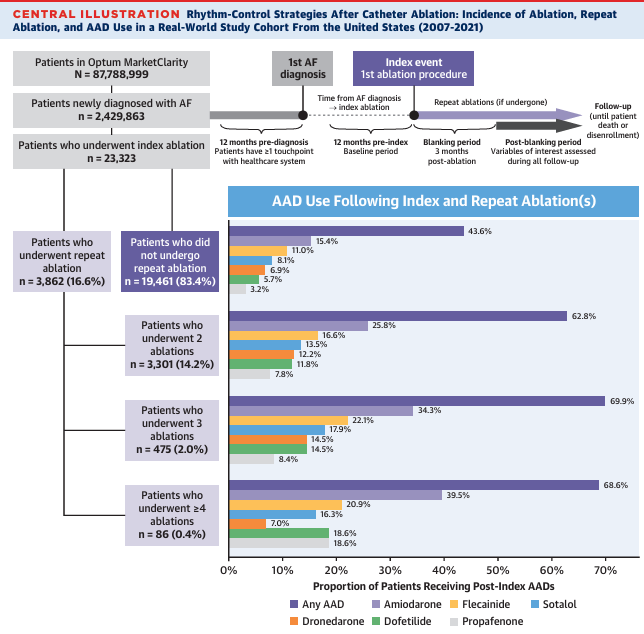 CENTRAL ILLUSTRATION Rhythm-Control Strategies After Catheter Ablation: Incidence of Ablation, Repeat
Ablation, and AAD Use in a Real-World Study Cohort From the United States (2007-2021)
Patients in Optum MarketClarity
N = 87,788,999
Patients newly diagnosed with AF
n = 2,429,863
Patients who underwent index ablation
n = 23,323
1st AF
diagnosis
Index event
1st ablation procedure
Time from AF diagnosis
→ index ablation
Repeat ablations (if undergone)
Follow-up
(until patient
death or
disenrollment)
12 months pre-diagnosis
Patients have ≥1 touchpoint
with healthcare system
12 months pre-index
Baseline period
Blanking period
3 months
post-ablation
Post-blanking period
Variables of interest assessed
during all follow-up
AAD Use Following Index and Repeat Ablation(s)
Patients who
underwent repeat
ablation
n = 3,862 (16.6%)
Patients who did
not undergo
repeat ablation
n = 19,461 (83.4%)
43.6%
15.4%
11.0%
8.1%
6.9%
5.7%
3.2%
Patients who
underwent 2
ablations
n = 3,301 (14.2%)
62.8%
25.8%
16.6%
13.5%
12.2%
11.8%
7.8%
Patients who
underwent 3
ablations
n = 475 (2.0%)
69.9%
34.3%
22.1%
17.9%
14.5%
14.5%
8.4%
Patients who
underwent ≥4
ablations
n = 86 (0.4%)
68.6%
39.5%
20.9%
16.3%
7.0%
18.6%
18.6%
0% 10% 20% 30% 40% 50% 60% 70%
Proportion of Patients Receiving Post-Index AADs
Any AAD Amiodarone Flecainide Sotalol
Dronedarone Dofetilide Propafenone